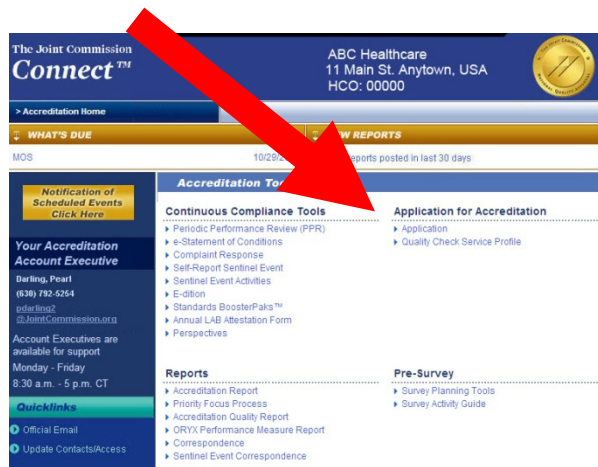 The Joint Commission
Connect™
ABC Healthcare
11 Main St. Anytown, USA
HCO: 00000
> Accreditation Home
WHAT'S DUE
REPORTS
MOS
posted in last 30 days
Notification of
Scheduled Events
Click Here
Your Accreditation
Account Executive
Darling, Pearl
(630) 792-5254
pdarling2
@JointCommission.org
Account Executives are
available for support
Monday - Friday
8:30 a.m. - 5 p.m. CT
Quicklinks
Official Email
Update Contacts/Access
Accreditation
Continuous Compliance Tools
Periodic Performance Review (PPR)
e-Statement of Conditions
Complaint Response
Self-Report Sentinel Event
Sentinel Event Activities
E-dition
Standards BoosterPaks™
Annual LAB Attestation Form
Perspectives
Application for Accreditation
Application
Quality Check Service Profile
Reports
Accreditation Report
Priority Focus Process
Accreditation Quality Report
ORYX Performance Measure Report
Correspondence
Sentinel Event Correspondence
Pre-Survey
Survey Planning Tools
Survey Activity Guide